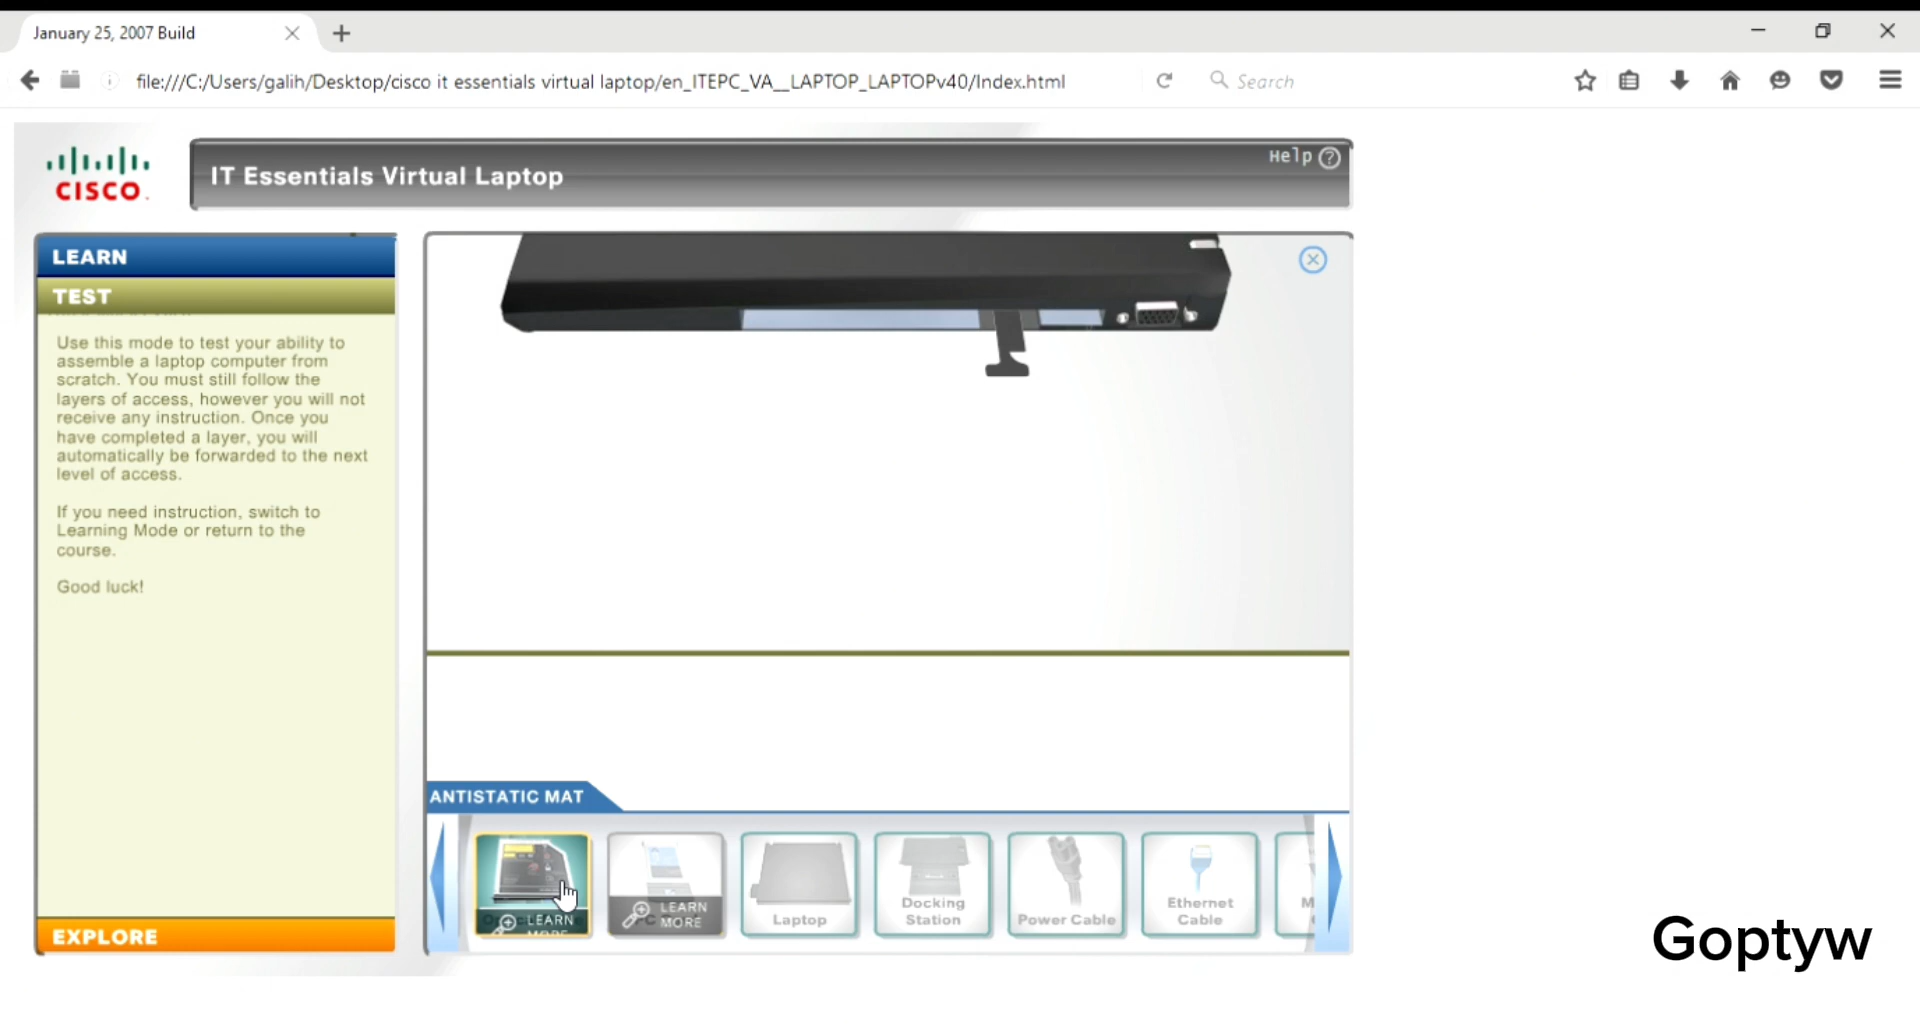 January 25, 2007 Build
file:///C:/Users/galih/Desktop/cisco it essentials virtual laptop/en_ITEPC_VA__LAPTOP_LAPTOPv40/Index.html
Search
CISCO
IT Essentials Virtual Laptop
Help ?
LEARN
TEST
Use this mode to test your ability to
assemble a laptop computer from
scratch. You must still follow the
layers of access, however you will not
receive any instruction. Once you
have completed a layer, you will
automatically be forwarded to the next
level of access.
If you need instruction, switch to
Learning Mode or return to the
course.
Good luck!
EXPLORE
ANTISTATIC MAT
LEARN
MORE
LEARN
MORE
Laptop
Docking
Station
Power Cable
Ethernet
Cable
Goptyw